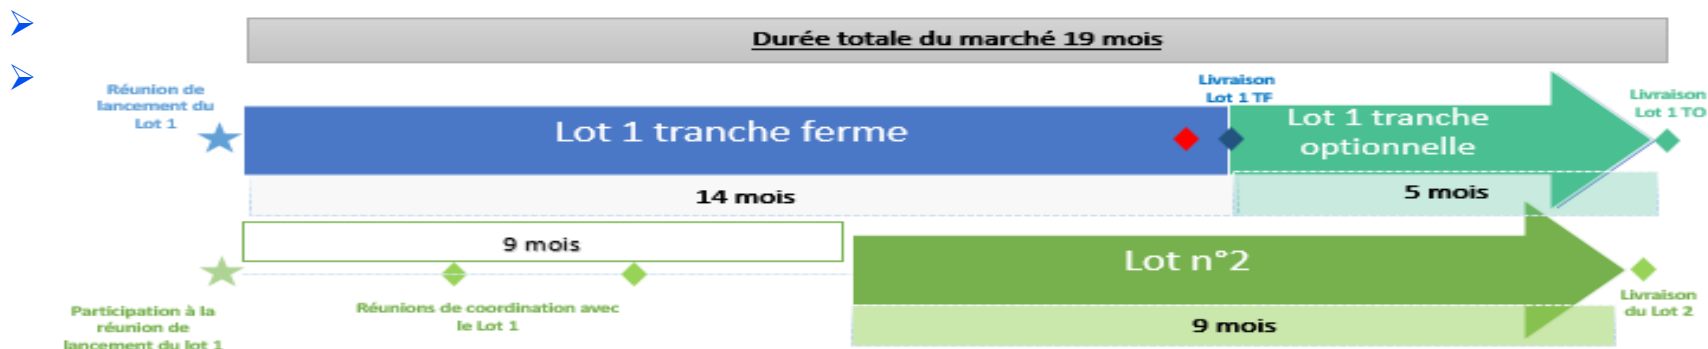 Durée totale du marché 19 mois
Réunion de
lancement du
Lot 1
Livraison
Lot 1 TF
Livraison
Lot 1 TO
Lot 1 tranche ferme
Lot 1 tranche
optionnelle
14 mois
5 mois
9 mois
Lot n°2
Participation à la
réunion de
lancement du lot 1
Réunions de coordination avec
le Lot 1
Livraison
du Lot 2
9 mois